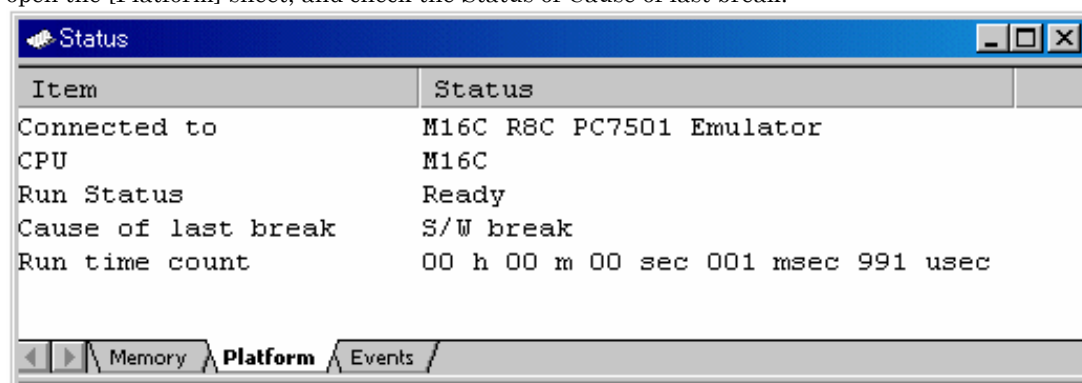 open the [Platform] sheet, and check the Status of Cause of last break.
Status
Item Status
Connected to M16C R8C PC7501 Emulator
CPU M16C
Run Status Ready
Cause of last break S/W break
Run time count 00 h 00 m 00 sec 001 msec 991 usec
Memory Platform Events